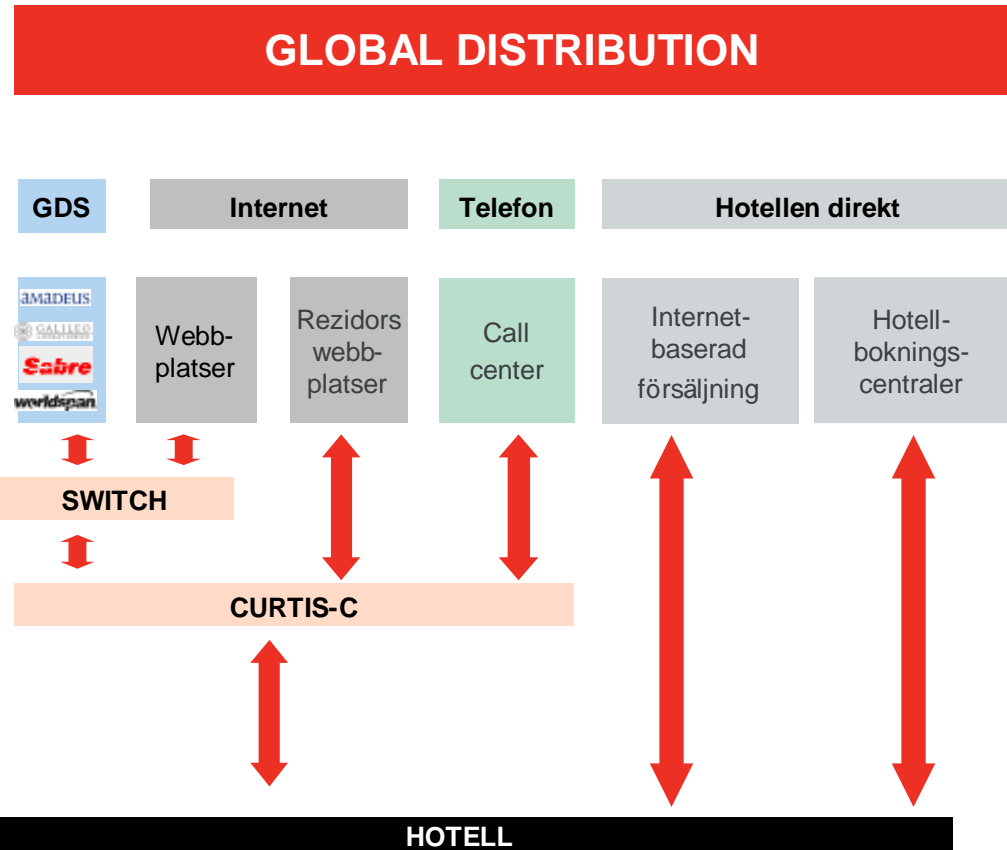 GLOBAL DISTRIBUTION
GDS
Internet
Telefon
Hotellen direkt
amadeus
GALILEO
Sabre
worldspan
Webb-
platser
Rezidors
webb-
platser
Call
center
Internet-
baserad
försäljning
Hotell-
boknings-
centraler
SWITCH
CURTIS-C
HOTELL